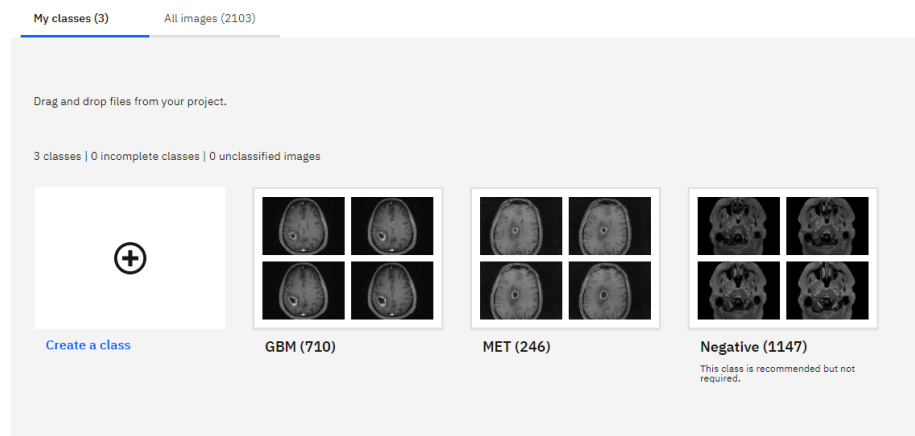 My classes (3)
All images (2103)
Drag and drop files from your project.
3 classes | 0 incomplete classes | 0 unclassified images
Create a class
GBM (710)
MET (246)
Negative (1147)
This class is recommended but not
required.